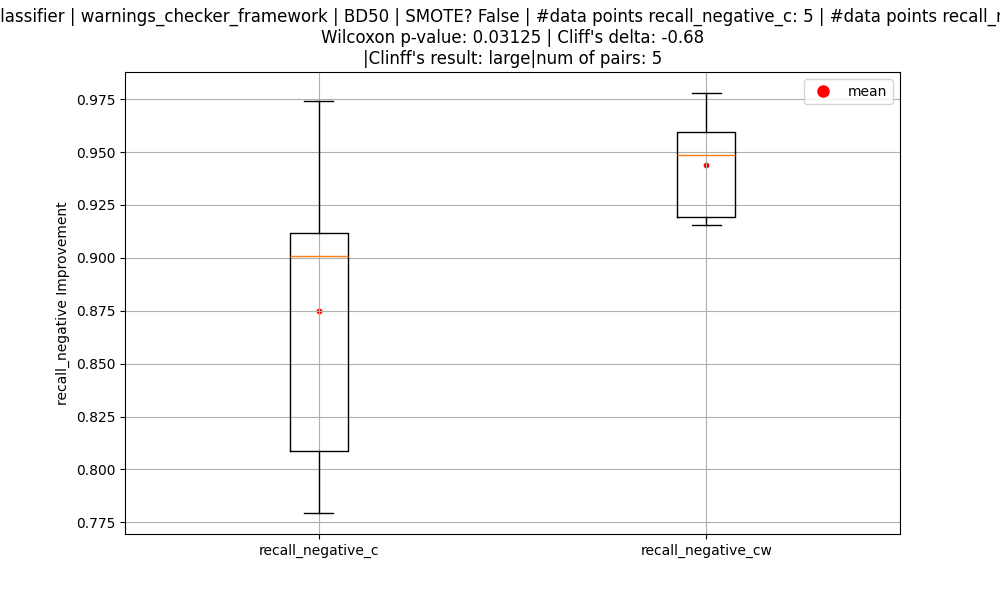 lassifier | warnings_checker_framework | BD50 | SMOTE? False | #data points recall_negative_c: 5 | #data points
Wilcoxon p-value: 0.03125 | Cliff's delta: -0.68
|Clinff's result: large|num of pairs: 5
mean
0.975
0.950
0.925
0.900
0.875
0.850
0.825
0.800
0.775
recall_negative Improvement
recall_negative_c
recall_negative_cw